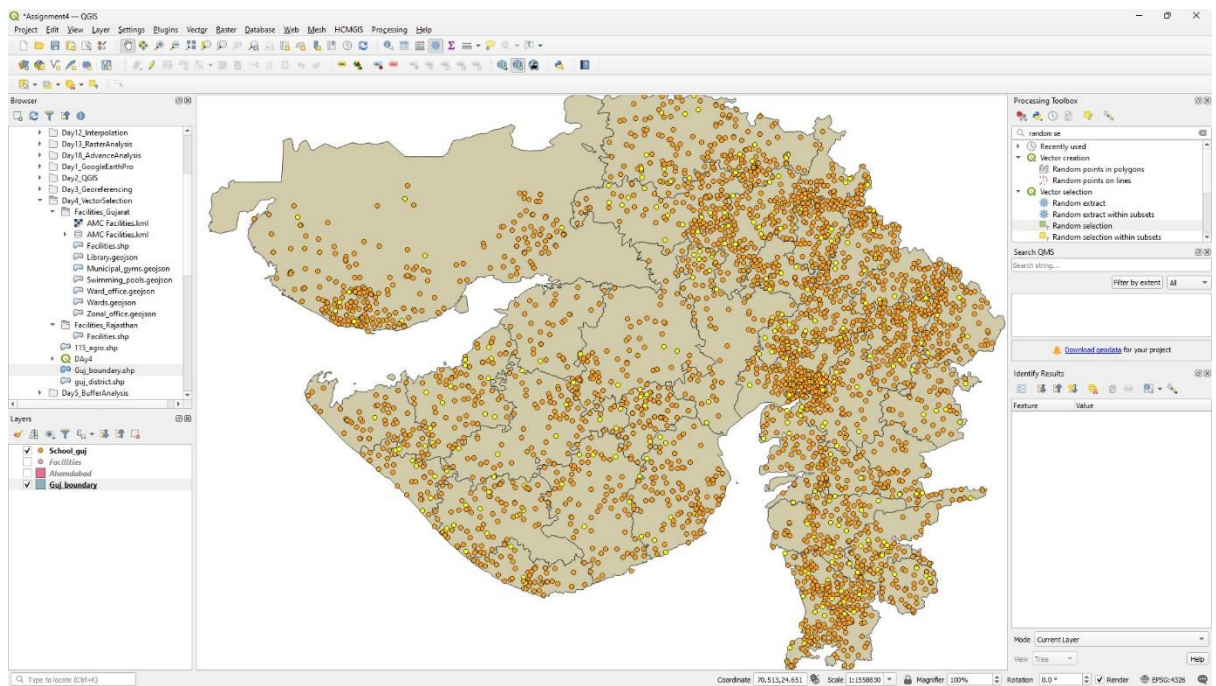 *Assignment4 — QGIS
Project Edit View Layer Settings Plugins Vector Raster Database Web Mesh HCMGIS Processing Help
Browser
Day12_Interpolation
Day13_RasterAnalysis
Day18_AdvanceAnalysis
Day1_GoogleEarthPro
Day2_QGIS
Day3_Georeferencing
Day4_VectorSelection
Facilities_Gujarat
AMC Facilities.kml
AMC Facilities.kml
Facilities.shp
Library.geojson
Municipal_gyms.geojson
Swimming_pools.geojson
Ward_office.geojson
Wards.geojson
Zonal_office.geojson
Facilities_Rajasthan
Facilities.shp
115_agro.shp
DAy4
Guj_boundary.shp
guj_district.shp
Day5_BufferAnalysis
Layers
School_guj
Facilities
Ahamdabad
Guj_boundary
Processing Toolbox
random se
Recently used
Vector creation
Random points in polygons
Random points on lines
Vector selection
Random extract
Random extract within subsets
Random selection
Random selection within subsets
Search QMS
Search string...
Filter by extent All
Download geodata for your project
Identify Results
Feature Value
Mode Current Layer
View Tree Help
Type to locate (Ctrl+K)
Coordinate 70.513,24.651 Scale 1:1558830 Magnifier 100% Rotation 0.0 ° Render EPSG:4326